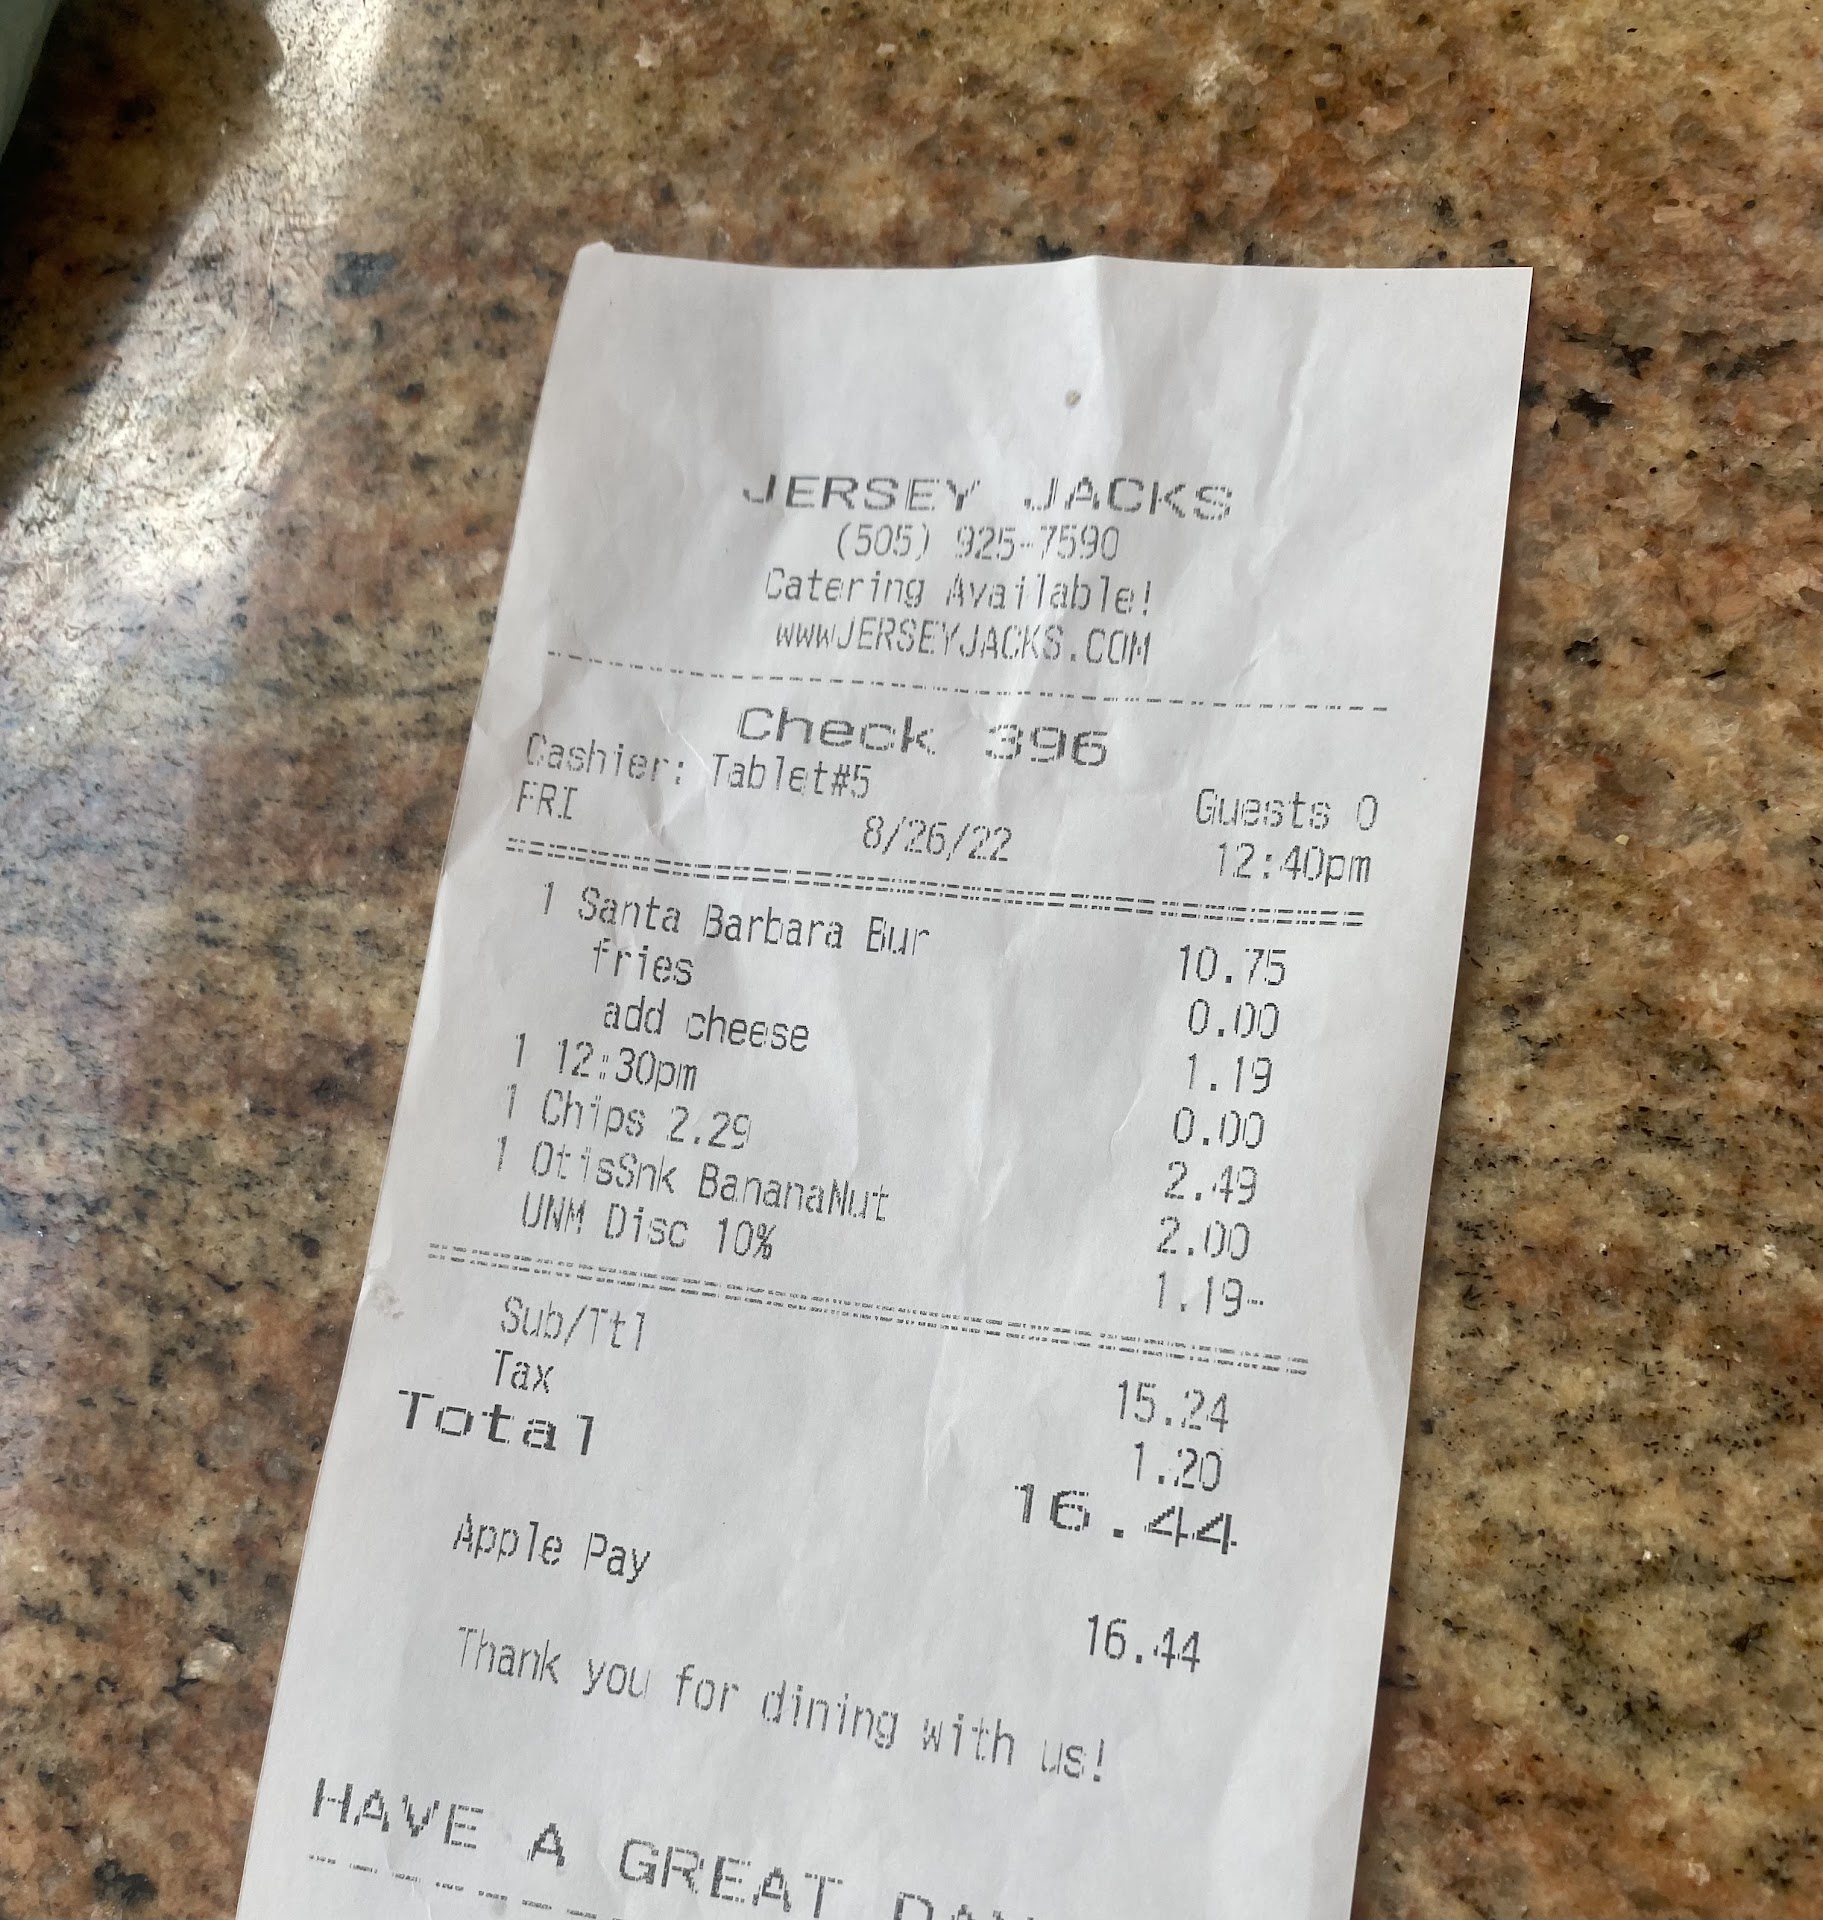 JERSEY JACKS
(505) 925-7590
Catering Available!
wwwJERSEYJACKS.COM
Check 396
Cashier: Tablet#5 Guests 0
FRI 8/26/22 12:40pm
1 Santa Barbara Bur 10.75
fries 0.00
add cheese 1.19
1 12:30pm 0.00
1 Chips 2.29 2.49
1 OtisSnk BananaNut 2.00
UNM Disc 10% 1.19-
Sub/Ttl 15.24
Tax 1.20
Total 16.44
Apple Pay 16.44
Thank you for dining with us!
HAVE A GREAT